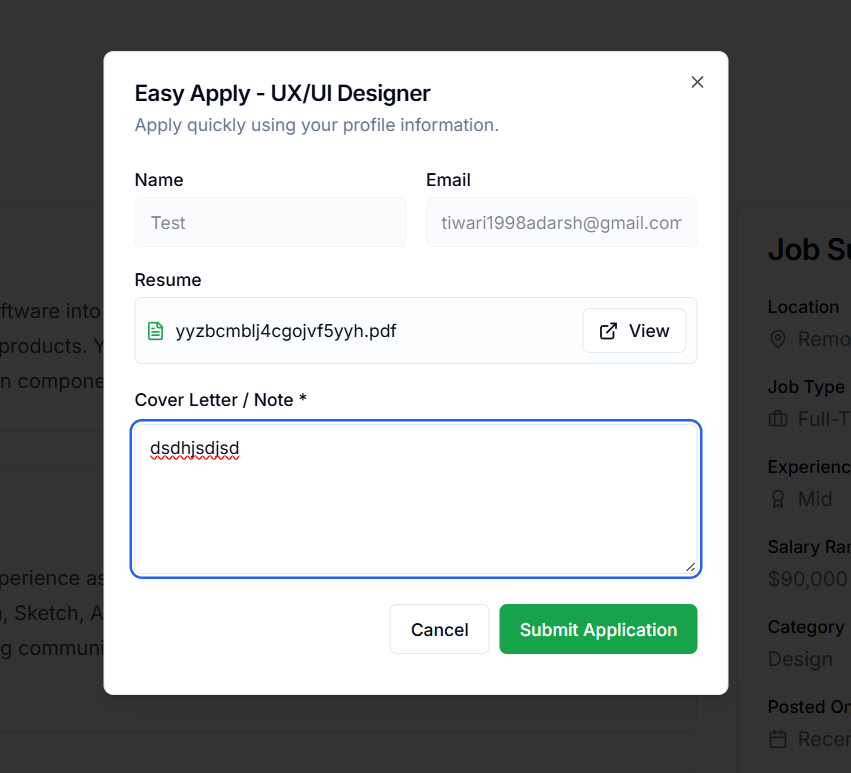 Easy Apply - UX/UI Designer
Apply quickly using your profile information.
Name
Email
Test
tiwari1998adarsh@gmail.com
Resume
yyzbcmblj4cgojvf5yyh.pdf
View
Cover Letter / Note *
dsdhjsdjsd
Cancel
Submit Application
ftware into
products. Y
n compone
perience as
, Sketch, A
g communi
Job Su
Location
Remo
Job Type
Full-T
Experienc
Mid
Salary Ran
$90,000
Category
Design
Posted On
Recen